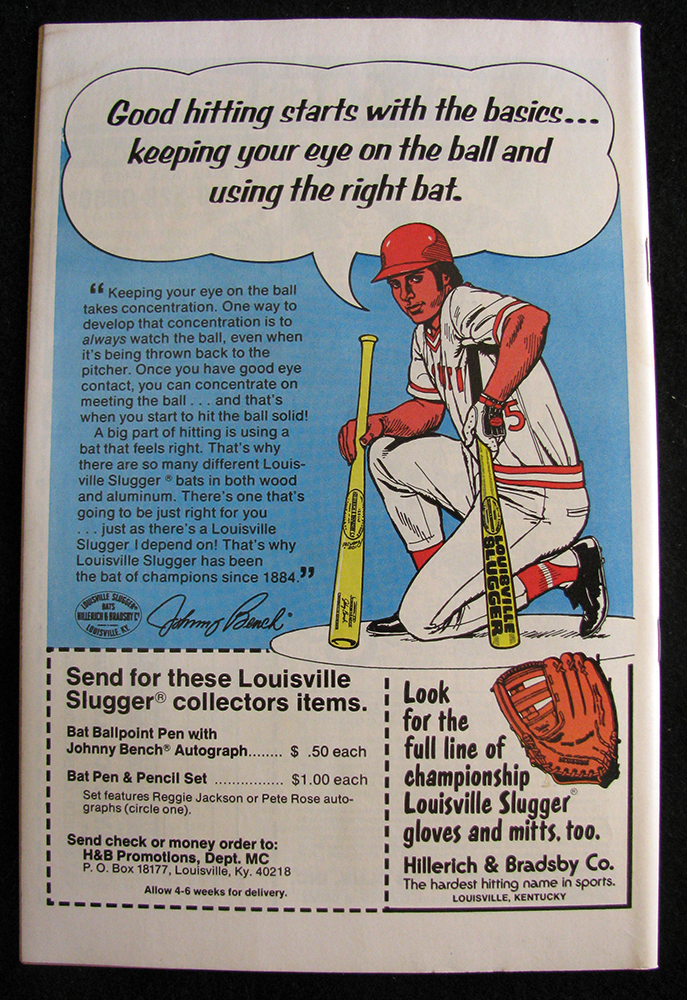 Good hitting starts with the basics...
keeping your eye on the ball and
using the right bat.
“ Keeping your eye on the ball
takes concentration. One way to
develop that concentration is to
always watch the ball, even when
it's being thrown back to the
pitcher. Once you have good eye
contact, you can concentrate on
meeting the ball . . . and that's
when you start to hit the ball solid!
A big part of hitting is using a
bat that feels right. That's why
there are so many different Louis-
ville Slugger ® bats in both wood
and aluminum. There's one that's
going to be just right for you
. . . just as there's a Louisville
Slugger I depend on! That's why
Louisville Slugger has been
the bat of champions since 1884.”
LOUISVILLE SLUGGER
BATS
HILLERICH & BRADSBY Co
LOUISVILLE, KY.
Johnny Bench
5
LOUISVILLE
SLUGGER
Send for these Louisville
Slugger® collectors items.
Bat Ballpoint Pen with
Johnny Bench® Autograph........ $ .50 each
Bat Pen & Pencil Set ................ $1.00 each
Set features Reggie Jackson or Pete Rose auto-
graphs (circle one).
Send check or money order to:
H&B Promotions, Dept. MC
P. O. Box 18177, Louisville, Ky. 40218
Allow 4-6 weeks for delivery.
Look
for the
full line of
championship
Louisville Slugger®
gloves and mitts, too.
Hillerich & Bradsby Co.
The hardest hitting name in sports.
LOUISVILLE, KENTUCKY